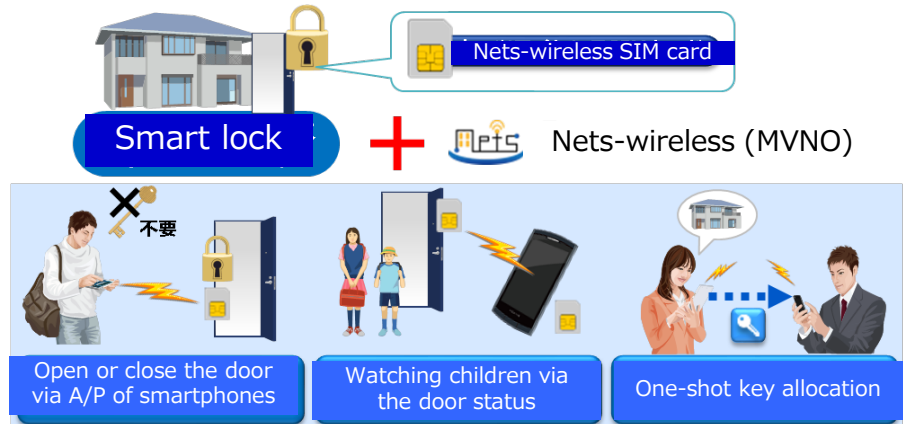 Nets-wireless SIM card
Smart lock
Nets
Nets-wireless (MVNO)
不要
Open or close the door
via A/P of smartphones
Watching children via
the door status
One-shot key allocation